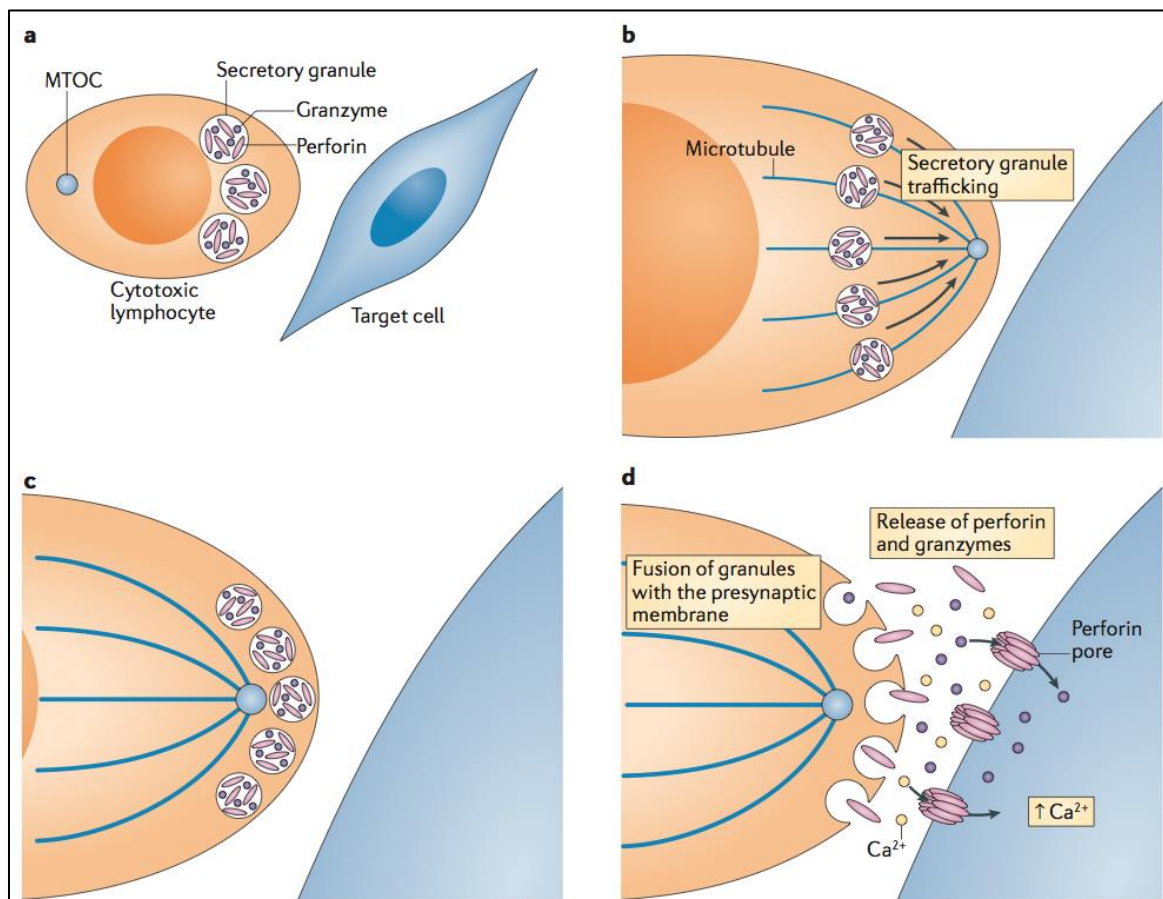 a
MTOC
Secretory granule
Granzyme
Perforin
Cytotoxic
lymphocyte
Target cell
b
Microtubule
Secretory granule
trafficking
c
d
Release of perforin
and granzymes
Fusion of granules
with the presynaptic
membrane
Perforin
pore
↑ Ca²⁺
Ca²⁺